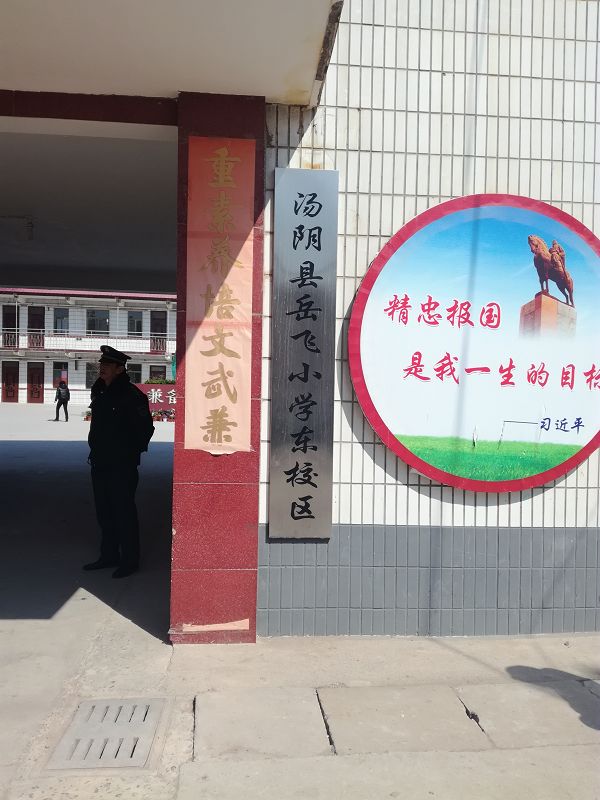 重素养培文武兼
汤阴县岳飞小学东校区
精忠报国
是我一生的目标
——习近平